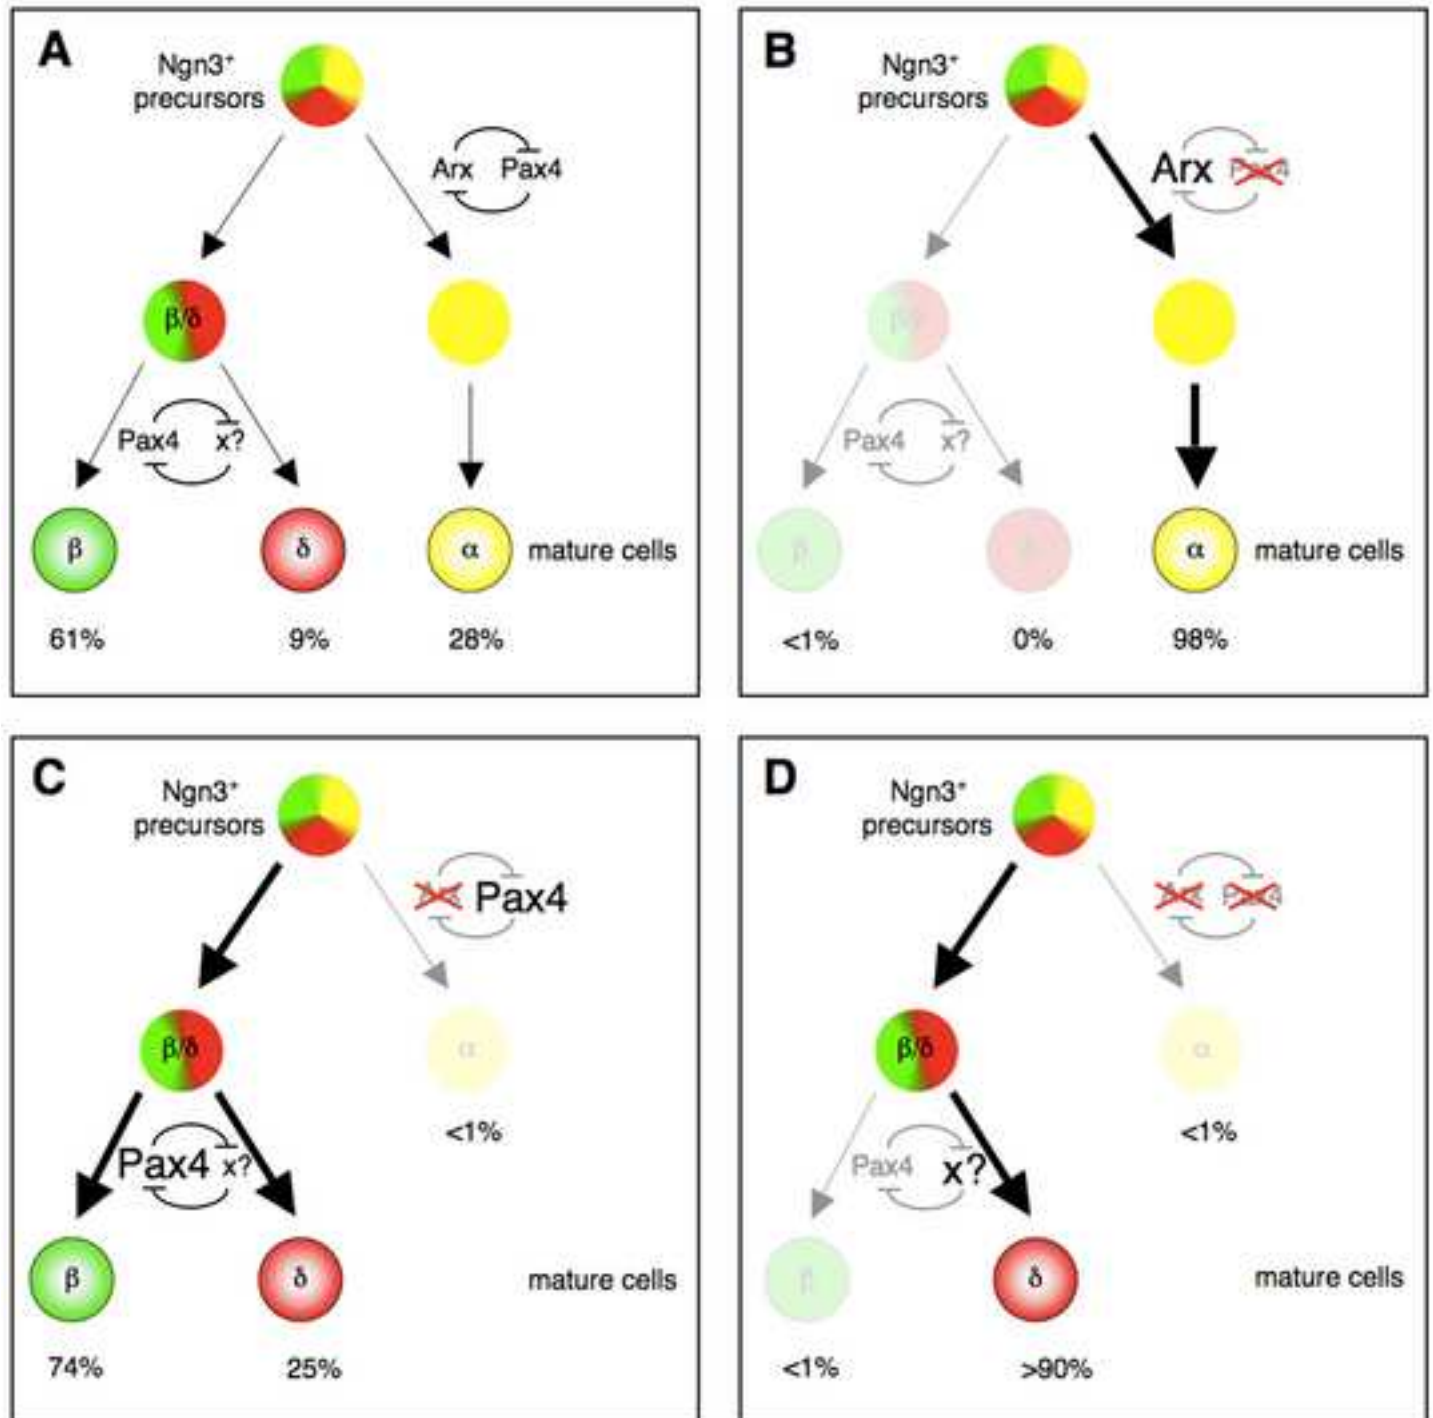 A
Ngn3⁺
precursors
Arx Pax4
β/δ
Pax4 x?
β δ α mature cells
61% 9% 28%
B
Ngn3⁺
precursors
Arx
Pax4 x?
β α mature cells
<1% 0% 98%
C
Ngn3⁺
precursors
Pax4
β/δ
α
<1%
Pax4 x?
β δ mature cells
74% 25%
D
Ngn3⁺
precursors
β/δ
α
<1%
Pax4 x?
β δ mature cells
<1% >90%